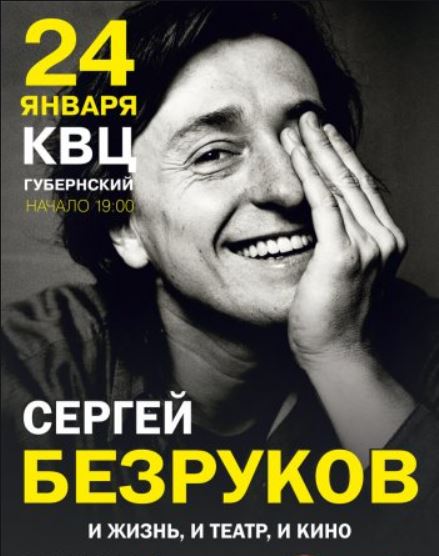 24
ЯНВАРЯ
КВЦ
ГУБЕРНСКИЙ
НАЧАЛО 19:00
СЕРГЕЙ
БЕЗРУКОВ
И ЖИЗНЬ, И ТЕАТР, И КИНО